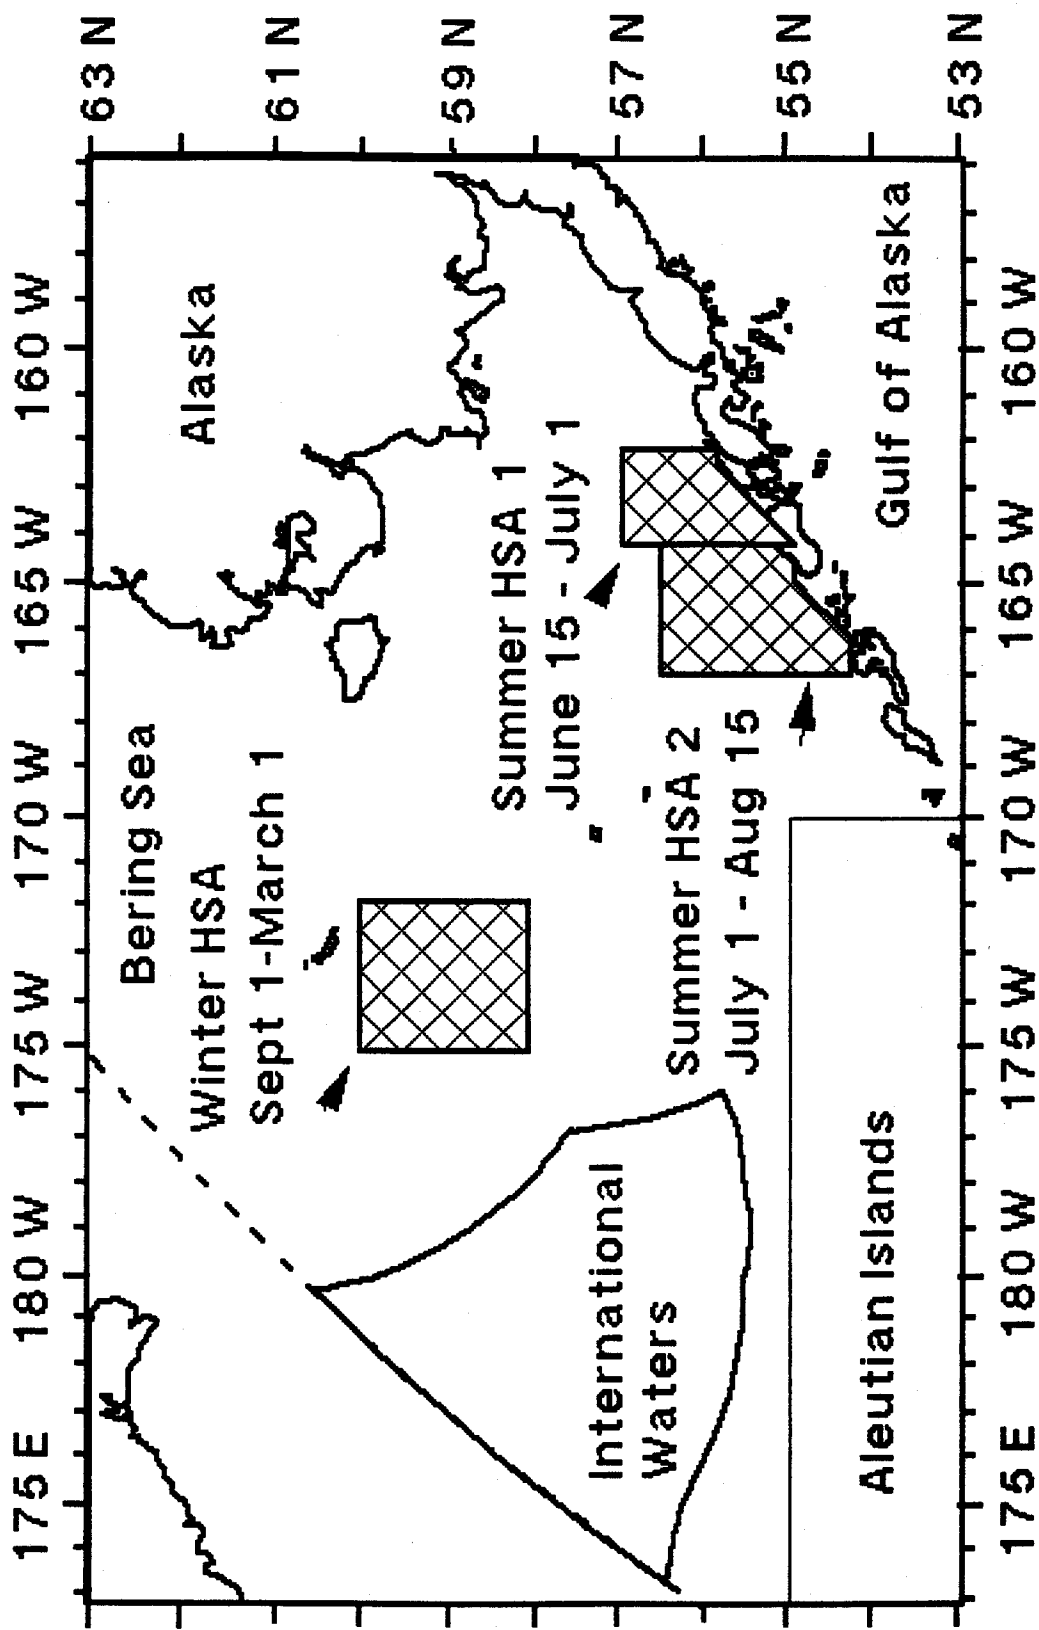 175 E
180 W
175 W
170 W
165 W
160 W
63 N
61 N
59 N
57 N
55 N
53 N
Bering Sea
Alaska
Winter HSA
Sept 1-March 1
Summer HSA 1
June 15 - July 1
International
Waters
Summer HSA 2
July 1 - Aug 15
Aleutian Islands
Gulf of Alaska
175 E
180 W
175 W
170 W
165 W
160 W